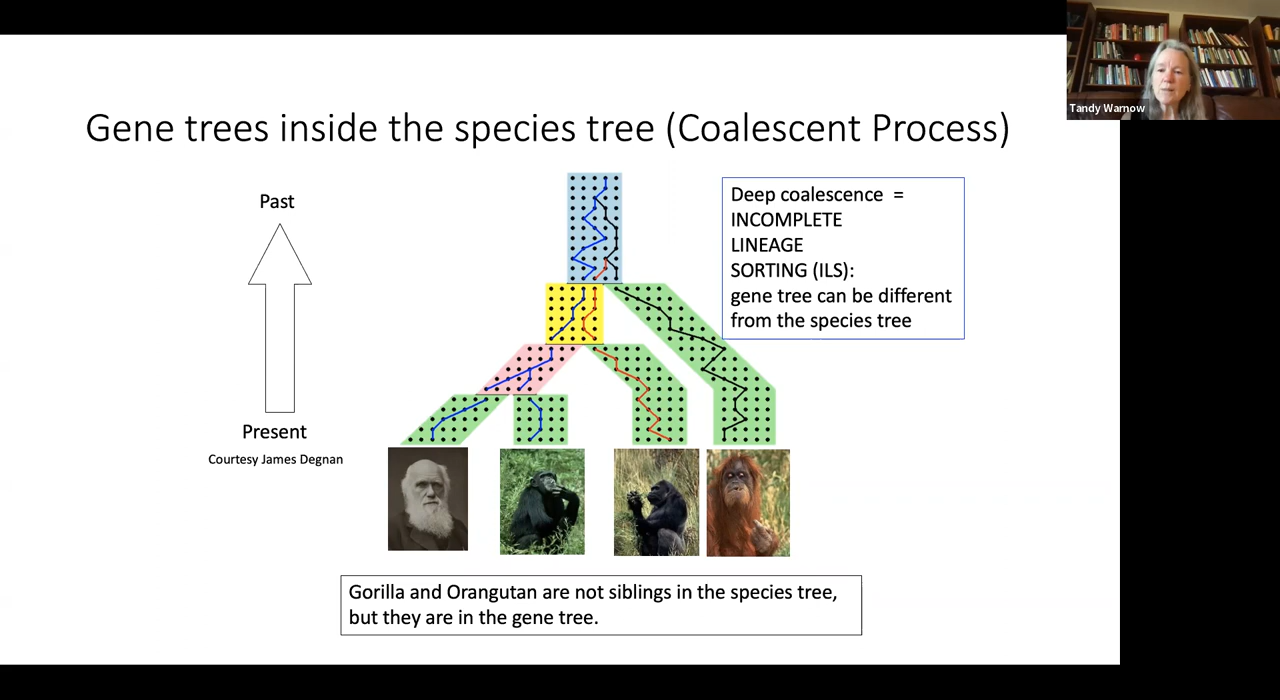 Tandy Warnow
Gene trees inside the species tree (Coalescent Process)
Past
Present
Courtesy James Degnan
Deep coalescence =
INCOMPLETE
LINEAGE
SORTING (ILS):
gene tree can be different
from the species tree
Gorilla and Orangutan are not siblings in the species tree,
but they are in the gene tree.